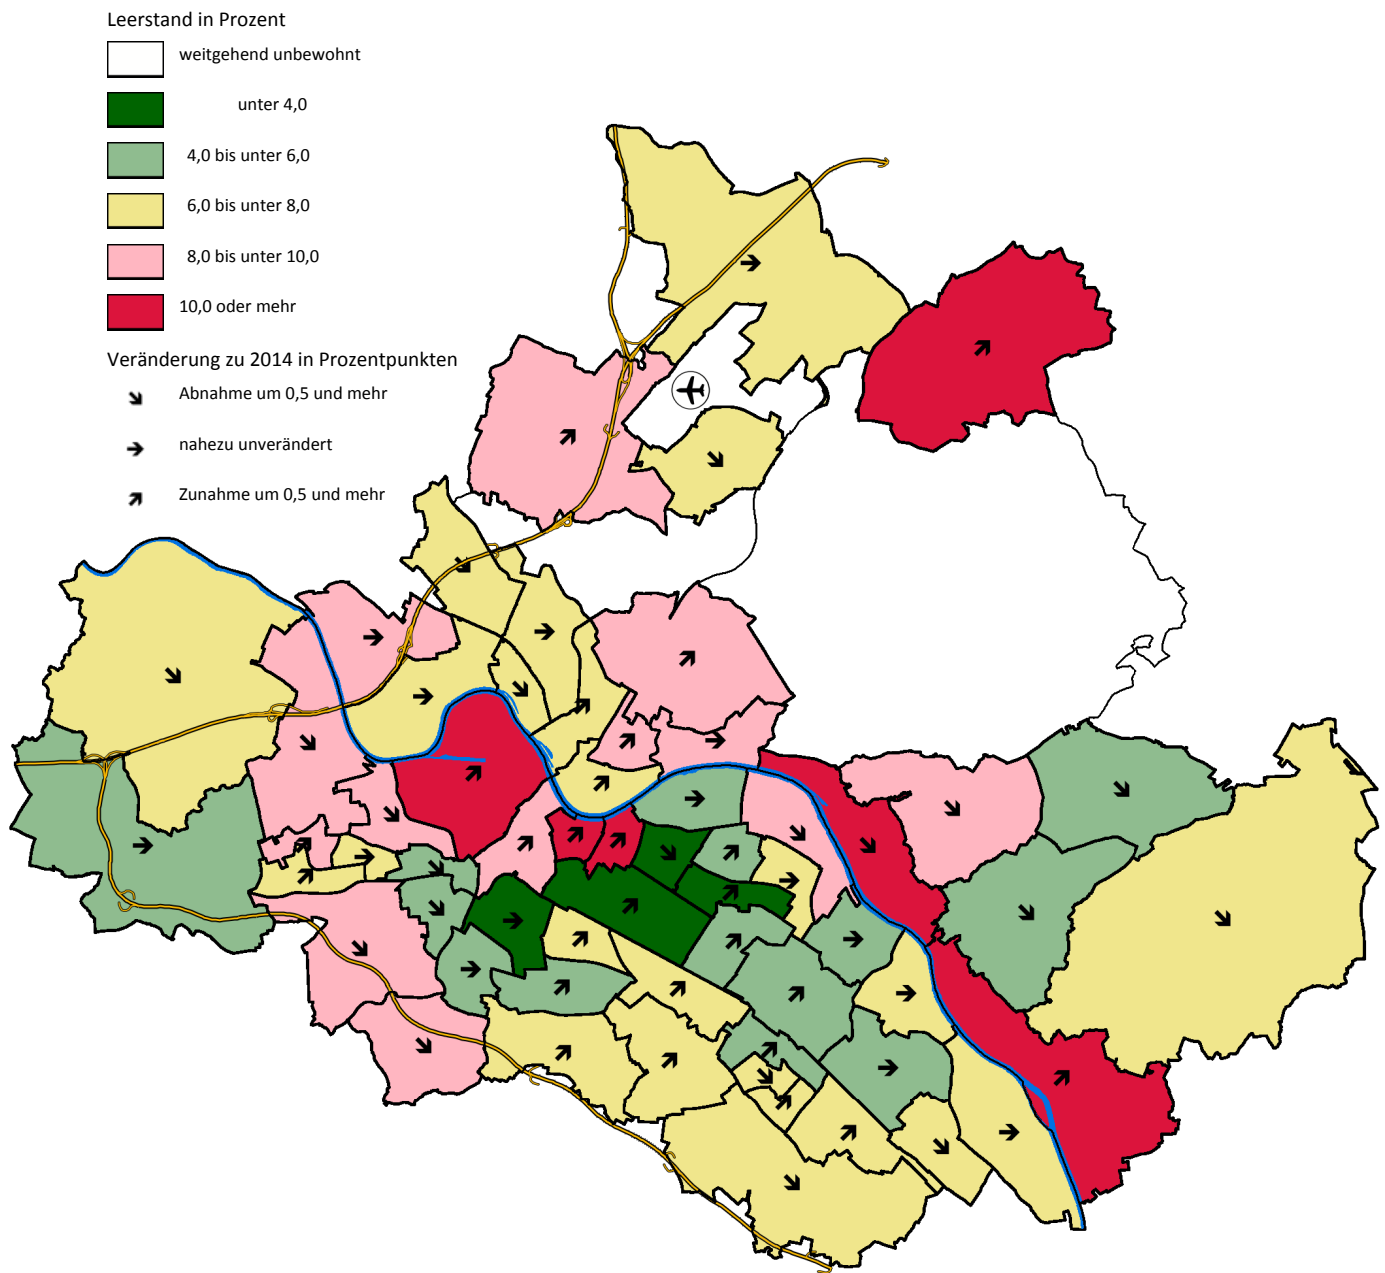 Leerstand in Prozent
weitgehend unbewohnt
unter 4,0
4,0 bis unter 6,0
6,0 bis unter 8,0
8,0 bis unter 10,0
10,0 oder mehr
Veränderung zu 2014 in Prozentpunkten
Abnahme um 0,5 und mehr
nahezu unverändert
Zunahme um 0,5 und mehr